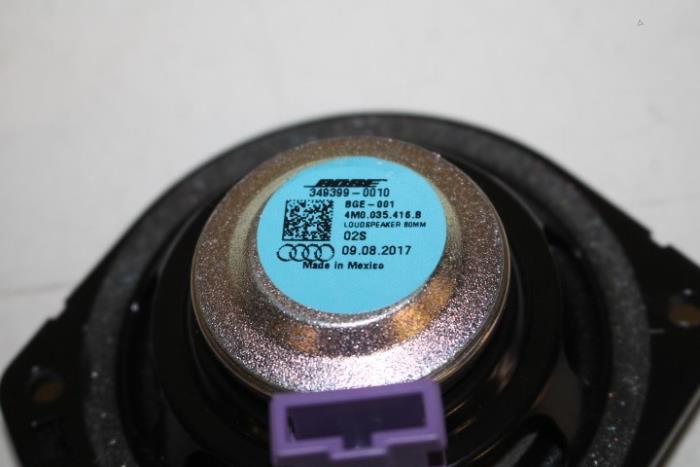 BOSE
349399-0010
BGE-001
4M0.035.416.B
LOUDSPEAKER 80MM
02S
09.08.2017
Made in Mexico